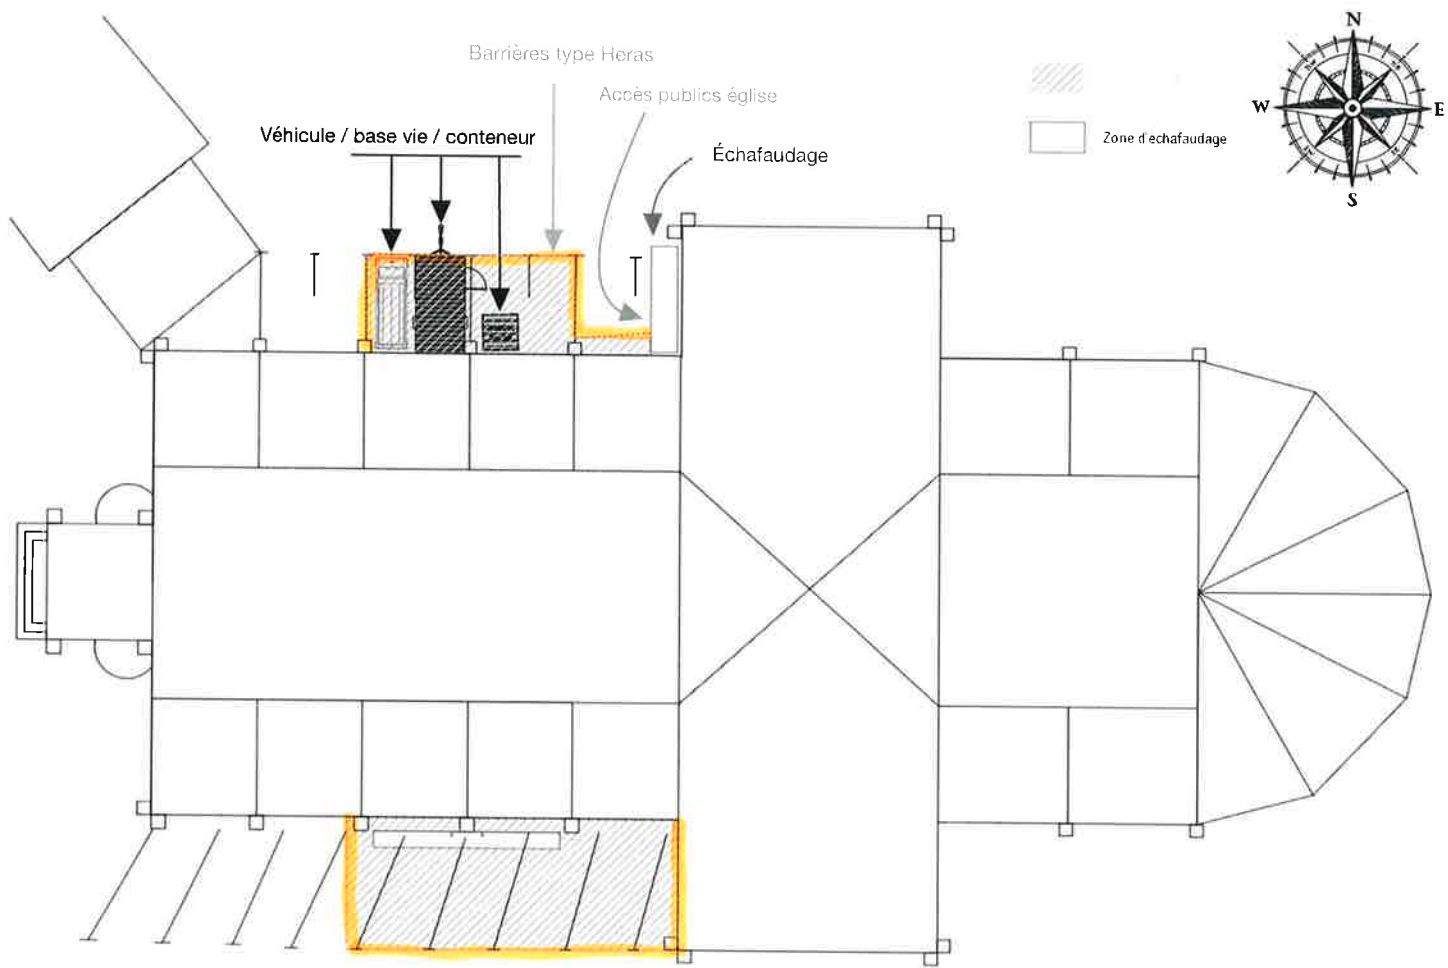 Barrières type Heras
Accès publics église
Véhicule / base vie / conteneur
Échafaudage
Zone d'echafaudage
N
W
E
S